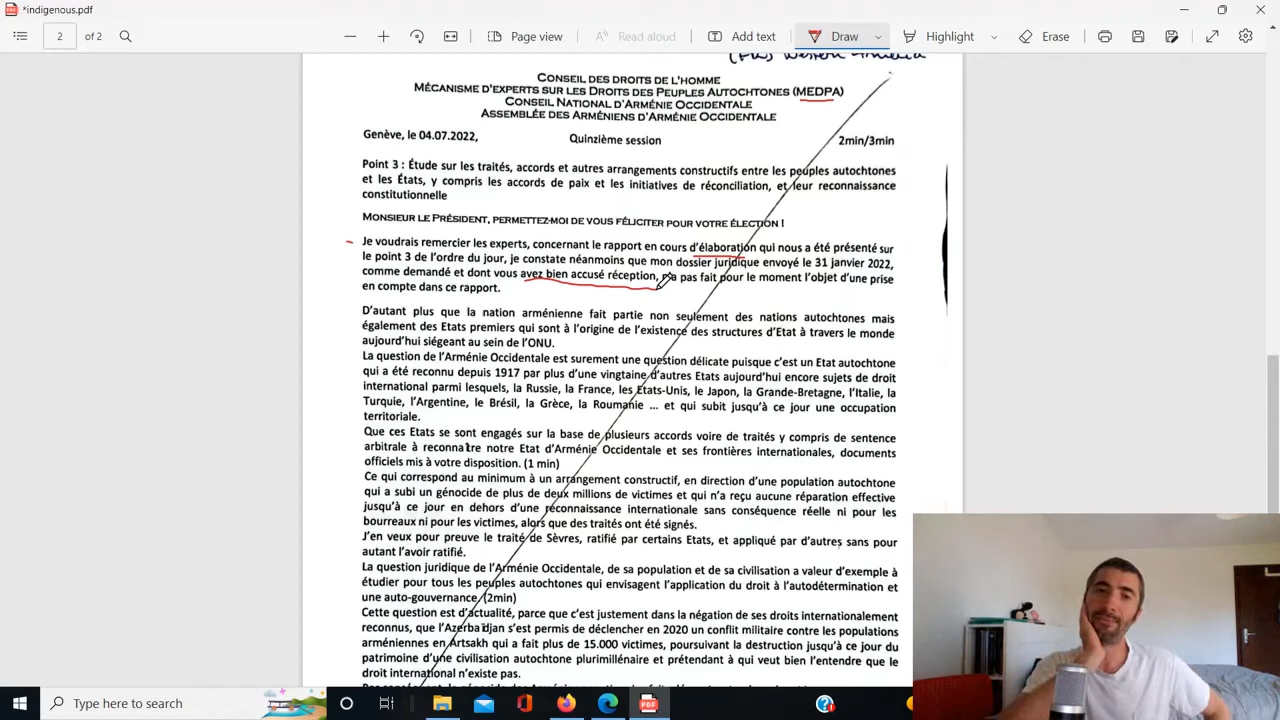 *indigenous.pdf
2
of 2
Page view
Read aloud
Add text
Draw
Highlight
Erase
Western Armenia
CONSEIL DES DROITS DE L'HOMME
MÉCANISME D'EXPERTS SUR LES DROITS DES PEUPLES AUTOCHTONES (MEDPA)
CONSEIL NATIONAL D'ARMÉNIE OCCIDENTALE
ASSEMBLÉE DES ARMÉNIENS D'ARMÉNIE OCCIDENTALE
Genève, le 04.07.2022,
Quinzième session
2min/3min
Point 3 : Étude sur les traités, accords et autres arrangements constructifs entre les peuples autochtones
et les États, y compris les accords de paix et les initiatives de réconciliation, et leur reconnaissance
constitutionnelle
MONSIEUR LE PRÉSIDENT, PERMETTEZ-MOI DE VOUS FÉLICITER POUR VOTRE ÉLECTION !
Je voudrais remercier les experts, concernant le rapport en cours d'élaboration qui nous a été présenté sur
le point 3 de l'ordre du jour, je constate néanmoins que mon dossier juridique envoyé le 31 janvier 2022,
comme demandé et dont vous avez bien accusé réception, pas fait pour le moment l'objet d'une prise
en compte dans ce rapport.
D'autant plus que la nation arménienne fait partie non seulement des nations autochtones mais
également des Etats premiers qui sont à l'origine de l'existence des structures d'Etat à travers le monde
aujourd'hui siégeant au sein de l'ONU.
La question de l'Arménie Occidentale est surement une question délicate puisque c'est un Etat autochtone
qui a été reconnu depuis 1917 par plus d'une vingtaine d'autres Etats aujourd'hui encore sujets de droit
international parmi lesquels, la Russie, la France, les Etats-Unis, le Japon, la Grande-Bretagne, l'Italie, la
Turquie, l'Argentine, le Brésil, la Grèce, la Roumanie ... et qui subit jusqu'à ce jour une occupation
territoriale.
Que ces Etats se sont engagés sur la base de plusieurs accords voire de traités y compris de sentence
arbitrale à reconnaître notre Etat d'Arménie Occidentale et ses frontières internationales, documents
officiels mis à votre disposition. (1 min)
Ce qui correspond au minimum à un arrangement constructif, en direction d'une population autochtone
qui a subi un génocide de plus de deux millions de victimes et qui n'a reçu aucune réparation effective
jusqu'à ce jour en dehors d'une reconnaissance internationale sans conséquence réelle ni pour les
bourreaux ni pour les victimes, alors que des traités ont été signés.
J'en veux pour preuve le traité de Sèvres, ratifié par certains Etats, et appliqué par d'autres sans pour
autant l'avoir ratifié.
La question juridique de l'Arménie Occidentale, de sa population et de sa civilisation a valeur d'exemple à
étudier pour tous les peuples autochtones qui envisagent l'application du droit à l'autodétermination et
une auto-gouvernance. (2min)
Cette question est d'actualité, parce que c'est justement dans la négation de ses droits internationalement
reconnus, que l'Azerbaïdjan s'est permis de déclencher en 2020 un conflit militaire contre les populations
arméniennes en Artsakh qui a fait plus de 15.000 victimes, poursuivant la destruction jusqu'à ce jour du
patrimoine d'une civilisation autochtone plurimillénaire et prétendant à qui veut bien l'entendre que le
droit international n'existe pas.
Type here to search
PDF